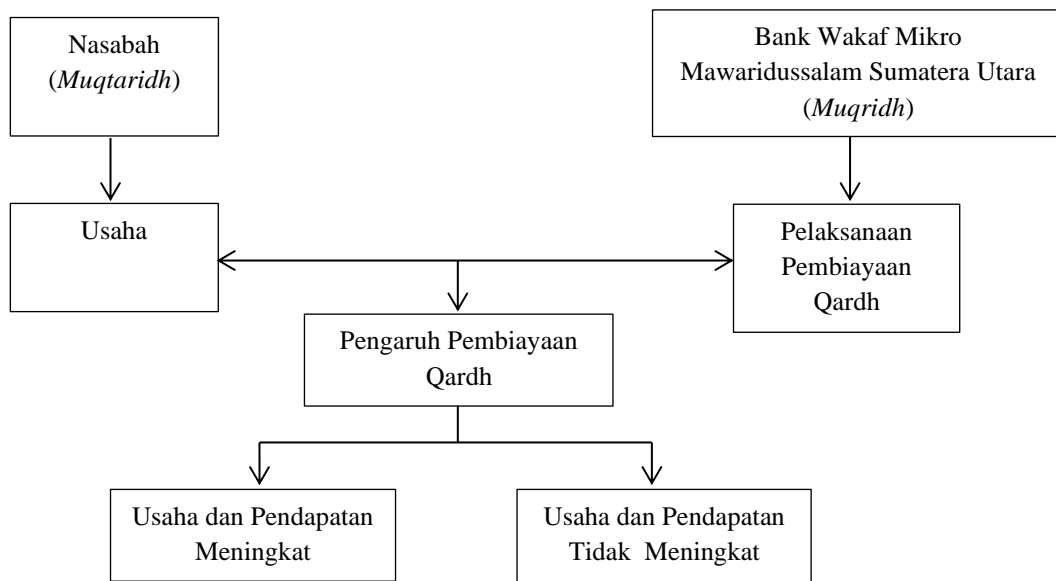 Nasabah
(Muqtaridh)
Bank Wakaf Mikro
Mawaridussalam Sumatera Utara
(Muqridh)
Usaha
Pelaksanaan
Pembiayaan
Qardh
Pengaruh Pembiayaan
Qardh
Usaha dan Pendapatan
Meningkat
Usaha dan Pendapatan
Tidak Meningkat